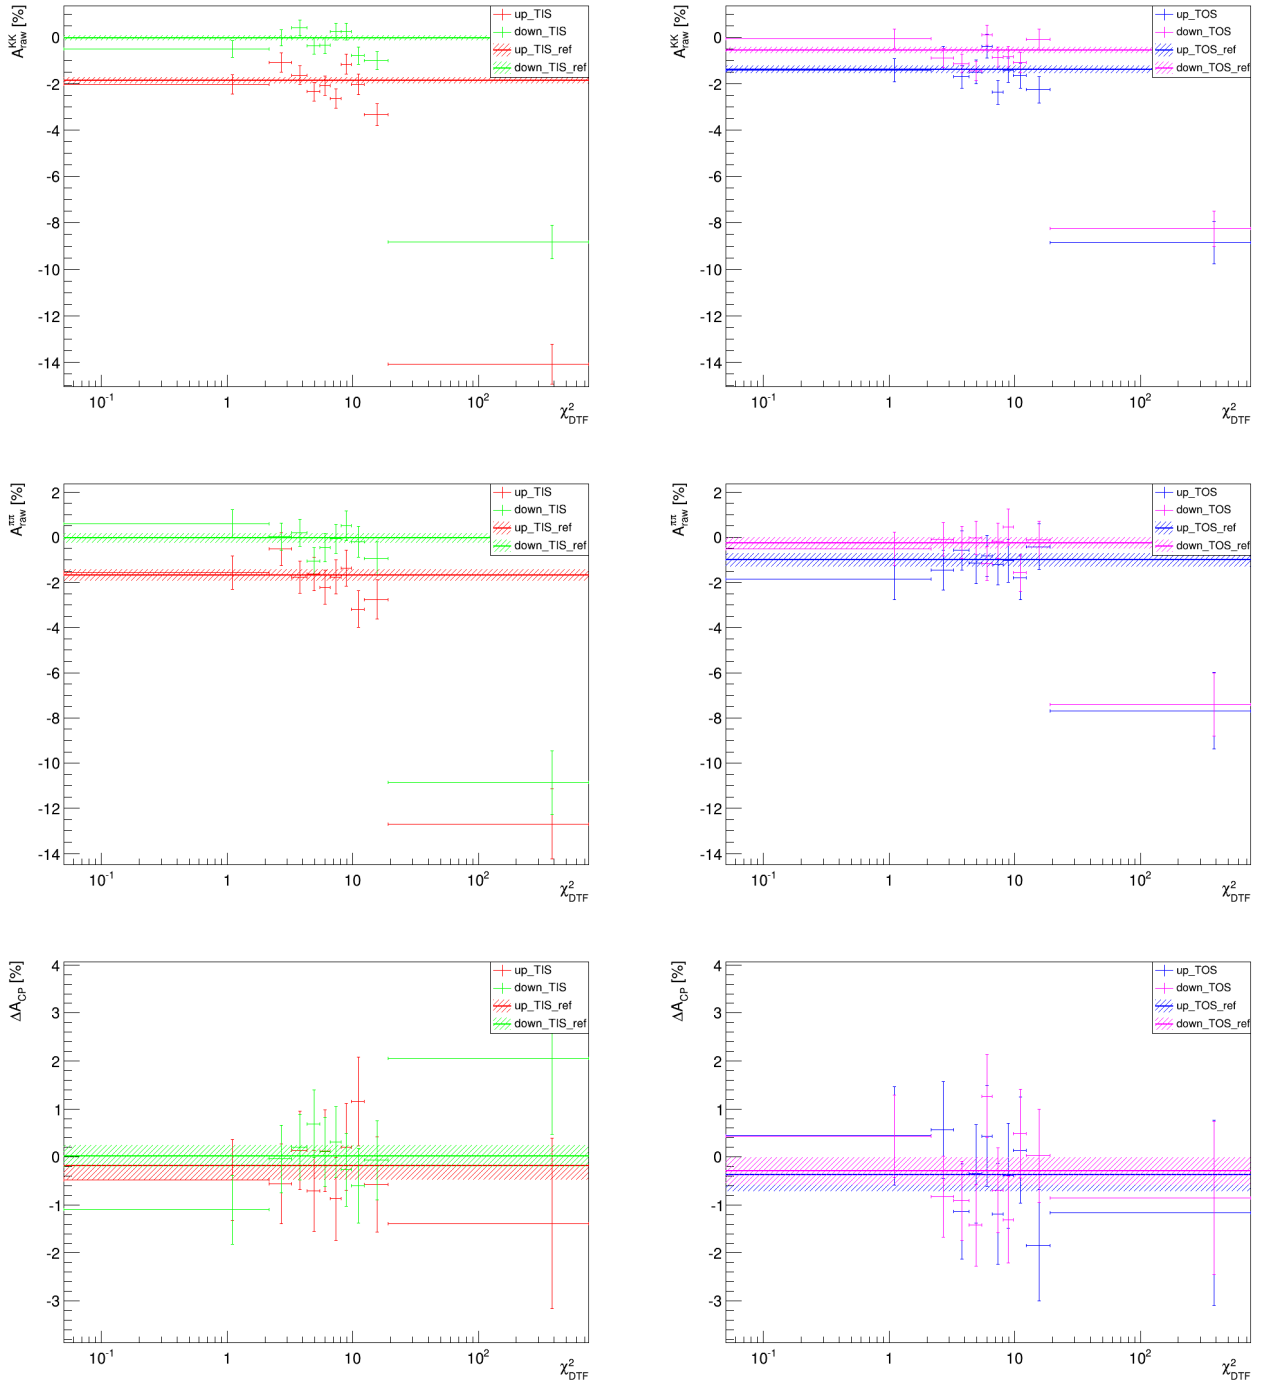 A_raw^KK [%]
up_TIS
down_TIS
up_TIS_ref
down_TIS_ref
0
-2
-4
-6
-8
-10
-12
-14
10^-1 1 10 10^2
χ²_DTF
A_raw^KK [%]
up_TOS
down_TOS
up_TOS_ref
down_TOS_ref
0
-2
-4
-6
-8
-10
-12
-14
10^-1 1 10 10^2
χ²_DTF
A_raw^ππ [%]
up_TIS
down_TIS
up_TIS_ref
down_TIS_ref
2
0
-2
-4
-6
-8
-10
-12
-14
10^-1 1 10 10^2
χ²_DTF
A_raw^ππ [%]
up_TOS
down_TOS
up_TOS_ref
down_TOS_ref
2
0
-2
-4
-6
-8
-10
-12
-14
10^-1 1 10 10^2
χ²_DTF
ΔA_CP [%]
up_TIS
down_TIS
up_TIS_ref
down_TIS_ref
4
3
2
1
0
-1
-2
-3
10^-1 1 10 10^2
χ²_DTF
ΔA_CP [%]
up_TOS
down_TOS
up_TOS_ref
down_TOS_ref
4
3
2
1
0
-1
-2
-3
10^-1 1 10 10^2
χ²_DTF